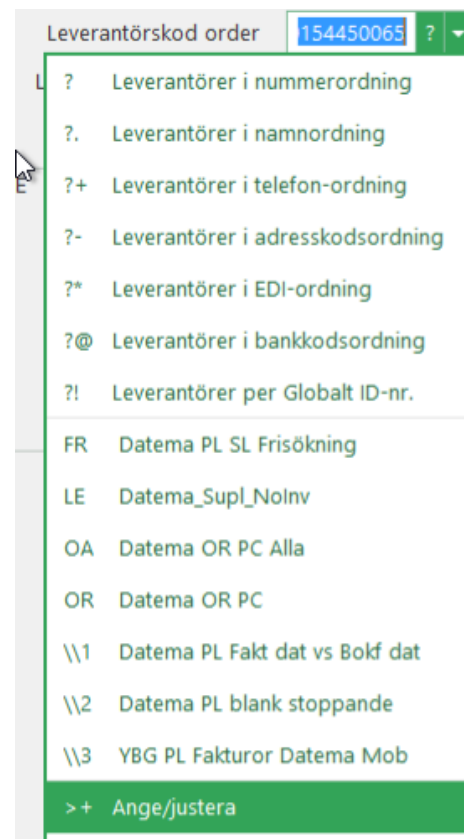 Leverantörskod order 154450065 ?
L
? Leverantörer i nummerordning
?. Leverantörer i namnordning
E
?+ Leverantörer i telefon-ordning
?- Leverantörer i adresskodsordning
?* Leverantörer i EDI-ordning
?@ Leverantörer i bankkodsordning
?! Leverantörer per Globalt ID-nr.
FR Datema PL SL Frisökning
LE Datema_Supl_NoInv
OA Datema OR PC Alla
OR Datema OR PC
\\1 Datema PL Fakt dat vs Bokf dat
\\2 Datema PL blank stoppande
\\3 YBG PL Fakturor Datema Mob
>+ Ange/justera